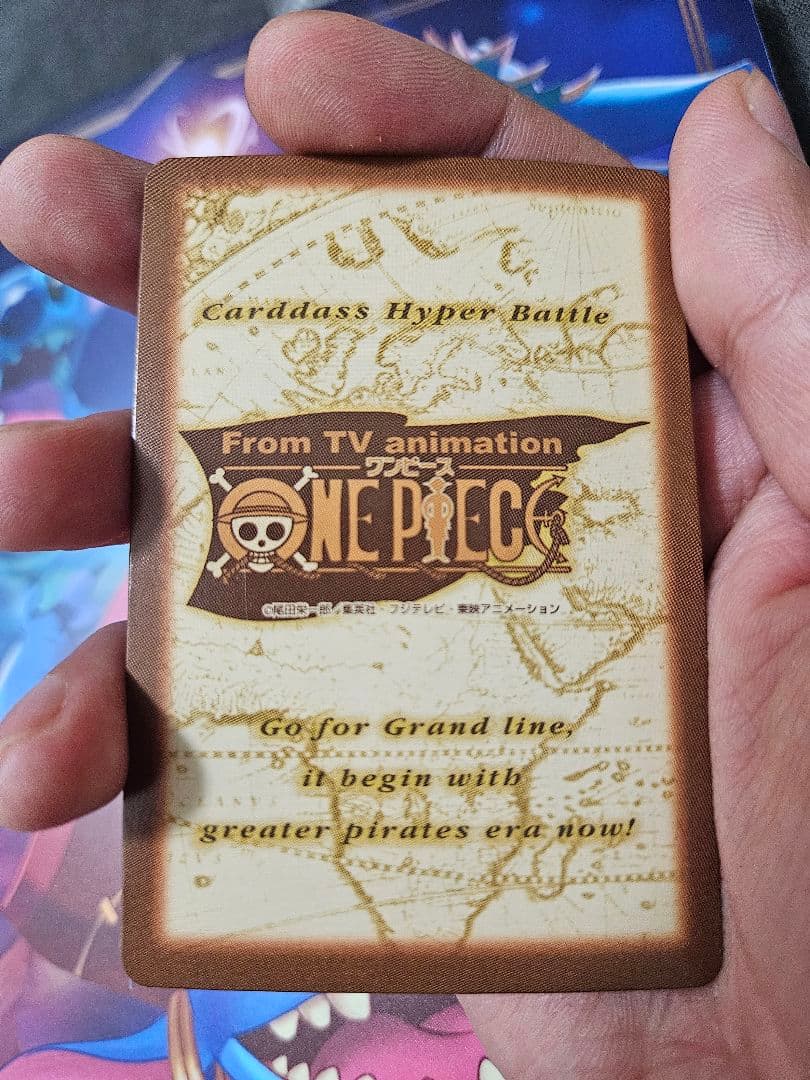 Septentrio
Carddass Hyper Battle
From TV animation
ワンピース
ONE PIECE
©尾田栄一郎／集英社・フジテレビ・東映アニメーション
Go for Grand line,
it begin with
greater pirates era now!